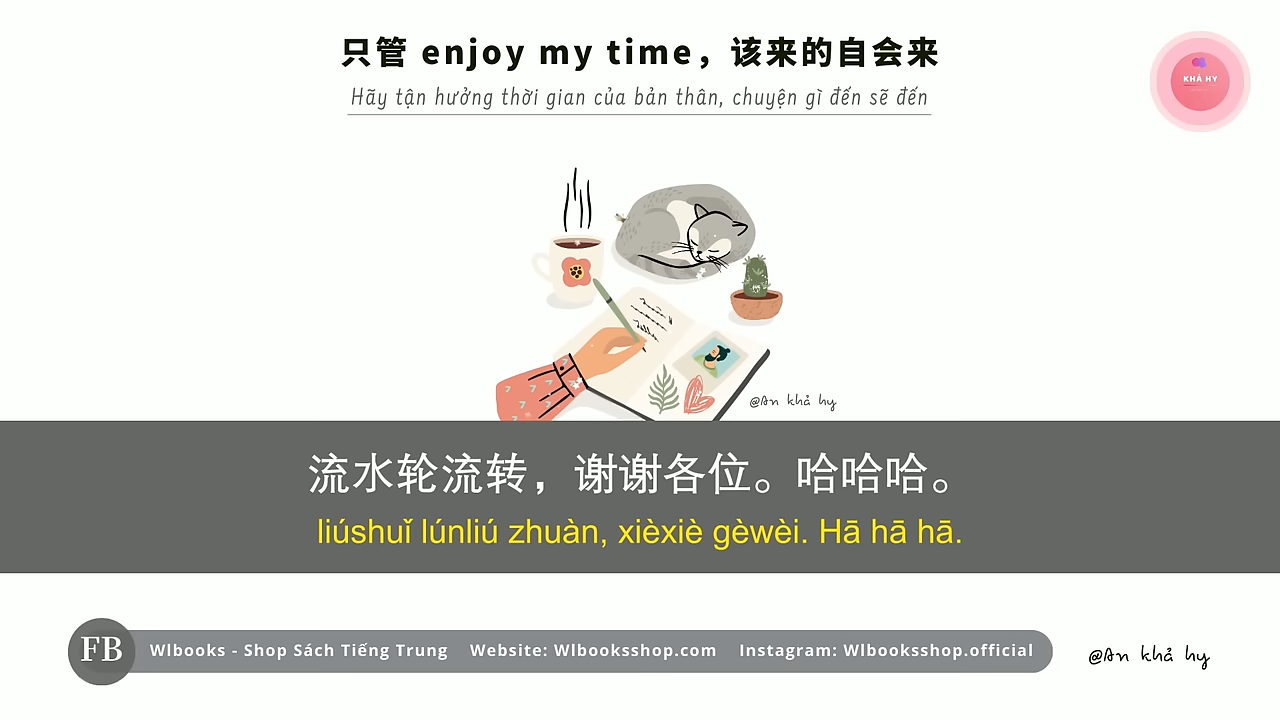 只管 enjoy my time，该来的自会来
Hãy tận hưởng thời gian của bản thân, chuyện gì đến sẽ đến
KHẢ HY
@An khả hy
流水轮流转，谢谢各位。哈哈哈。
liúshuǐ lúnliú zhuàn, xièxiè gèwèi. Hā hā hā.
FB Wlbooks - Shop Sách Tiếng Trung Website: Wlbooksshop.com Instagram: Wlbooksshop.official
@An khả hy